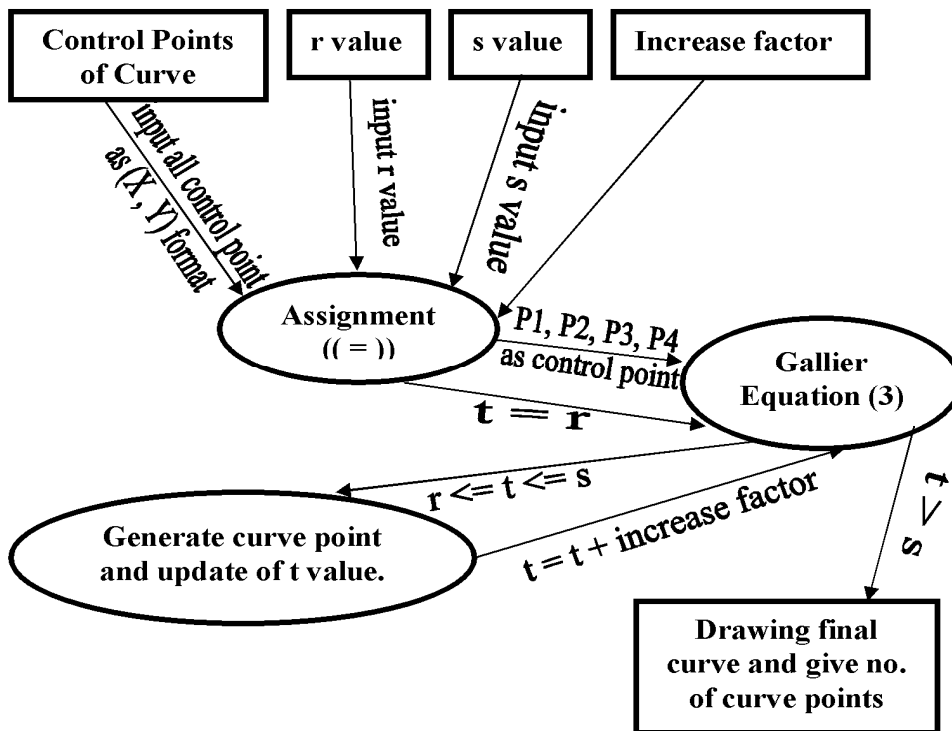 Control Points
of Curve
r value
s value
Increase factor
input all control point
as (X , Y) format
input r value
input s value
Assignment
(( = ))
P1, P2, P3, P4
as control point
t = r
Gallier
Equation (3)
r <= t <= s
t = t + increase factor
t > s
Generate curve point
and update of t value.
Drawing final
curve and give no.
of curve points